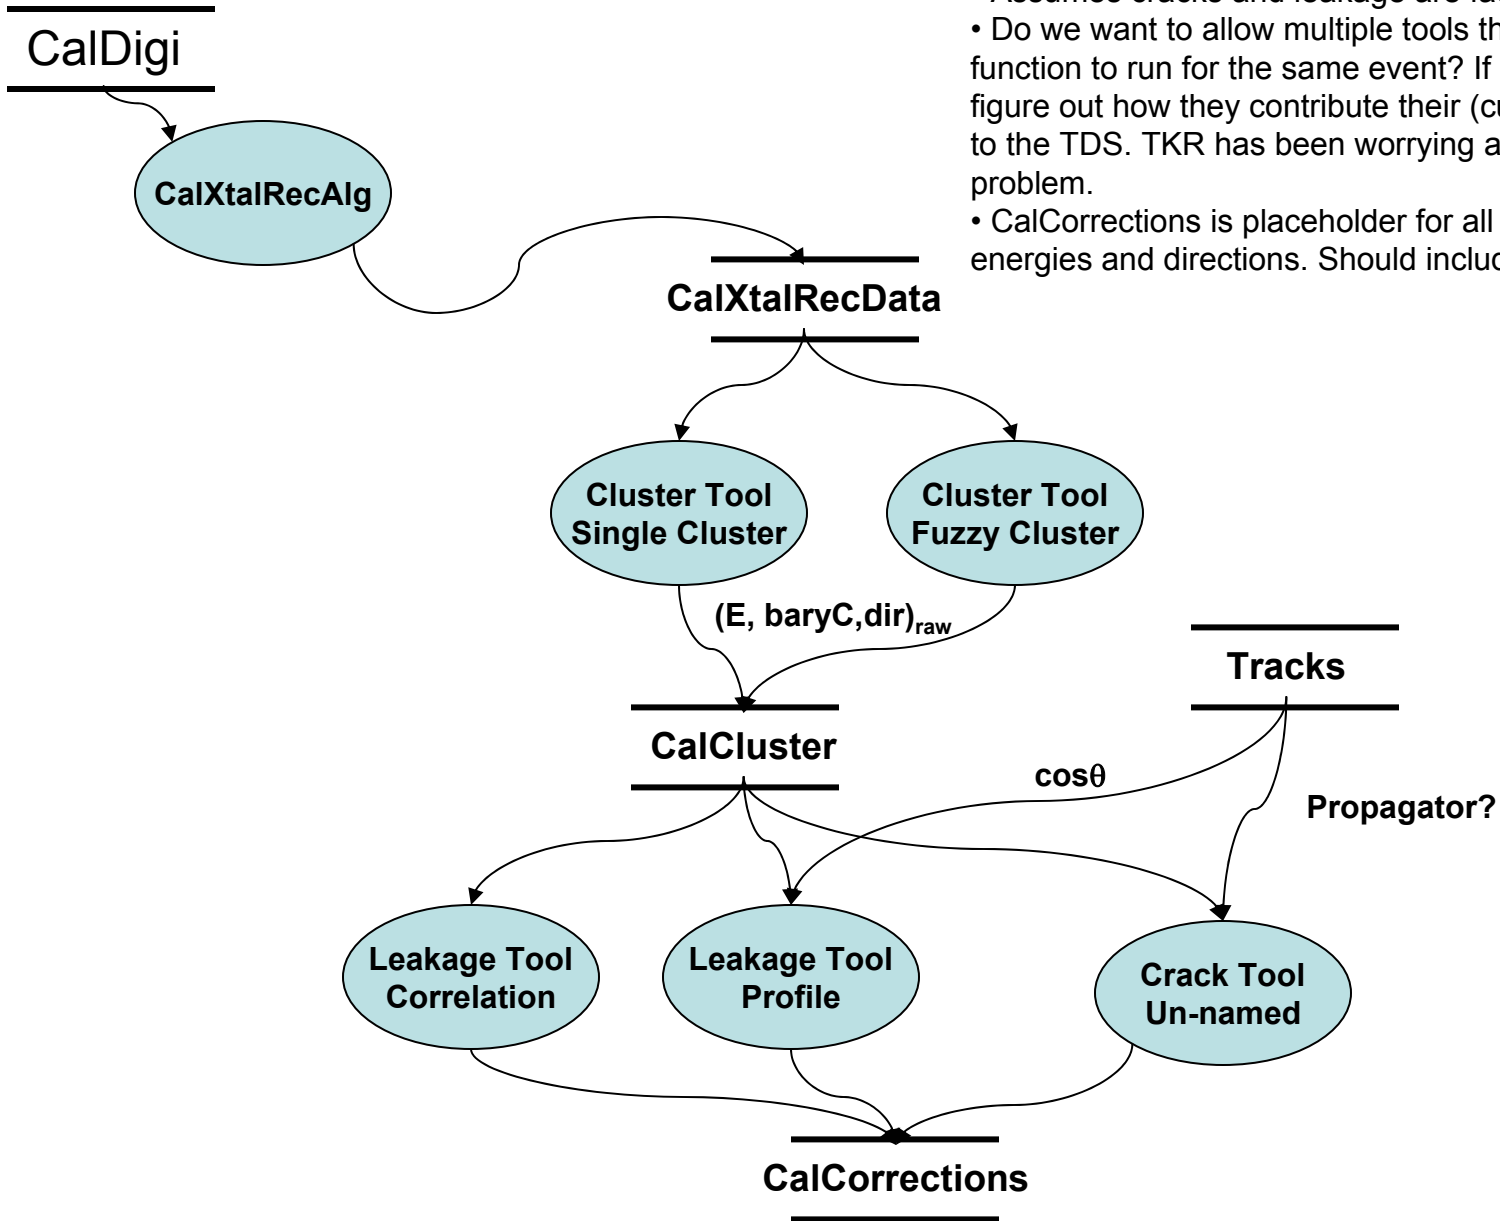 CalDigi
• Do we want to allow multiple tools
function to run for the same event? If
figure out how they contribute their
to the TDS. TKR has been worrying
problem.
• CalCorrections is placeholder for all
energies and directions. Should
CalXtalRecAlg
CalXtalRecData
Cluster Tool
Single Cluster
Cluster Tool
Fuzzy Cluster
(E, baryC,dir)raw
Tracks
CalCluster
cosθ
Propagator?
Leakage Tool
Correlation
Leakage Tool
Profile
Crack Tool
Un-named
CalCorrections